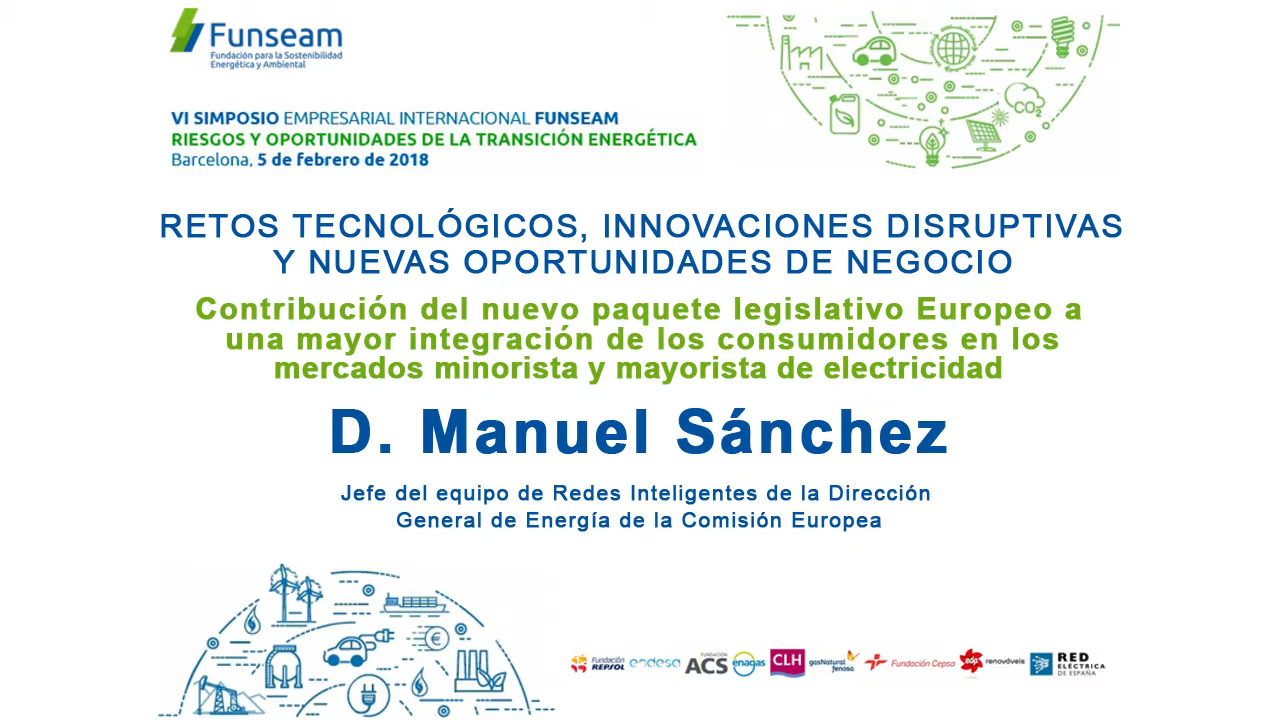 Funseam
Fundación para la Sostenibilidad
Energética y Ambiental
VI SIMPOSIO EMPRESARIAL INTERNACIONAL FUNSEAM
RIESGOS Y OPORTUNIDADES DE LA TRANSICIÓN ENERGÉTICA
Barcelona, 5 de febrero de 2018
CO2
RETOS TECNOLÓGICOS, INNOVACIONES DISRUPTIVAS
Y NUEVAS OPORTUNIDADES DE NEGOCIO
Contribución del nuevo paquete legislativo Europeo a
una mayor integración de los consumidores en los
mercados minorista y mayorista de electricidad
D. Manuel Sánchez
Jefe del equipo de Redes Inteligentes de la Dirección
General de Energía de la Comisión Europea
€
Fundación
REPSOL
endesa
FUNDACIÓN
ACS
enagas
CLH
gasNatural
fenosa
Fundación Cepsa
edp renováveis
RED
ELÉCTRICA
DE ESPAÑA